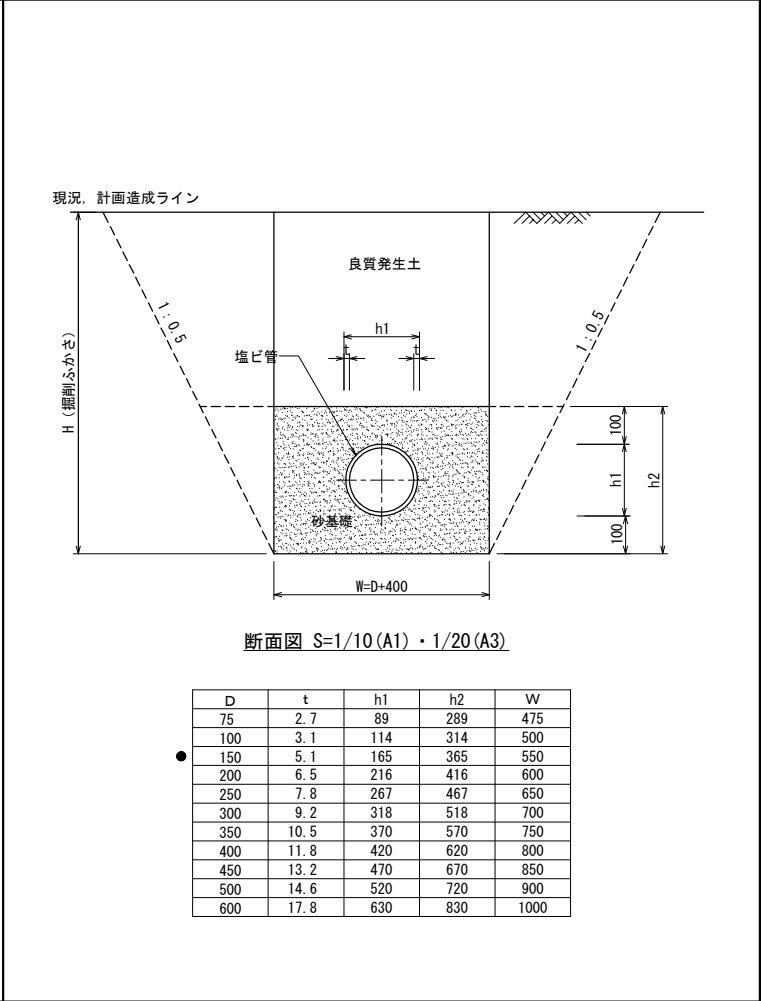 現況, 計画造成ライン
良質発生土
1:0.5
1:0.5
h1
t
t
塩ビ管
H (掘削ふかさ)
100
h1
h2
砂基礎
100
W=D+400
断面図 S=1/10(A1)・1/20(A3)
D t h1 h2 W
75 2.7 89 289 475
100 3.1 114 314 500
● 150 5.1 165 365 550
200 6.5 216 416 600
250 7.8 267 467 650
300 9.2 318 518 700
350 10.5 370 570 750
400 11.8 420 620 800
450 13.2 470 670 850
500 14.6 520 720 900
600 17.8 630 830 1000